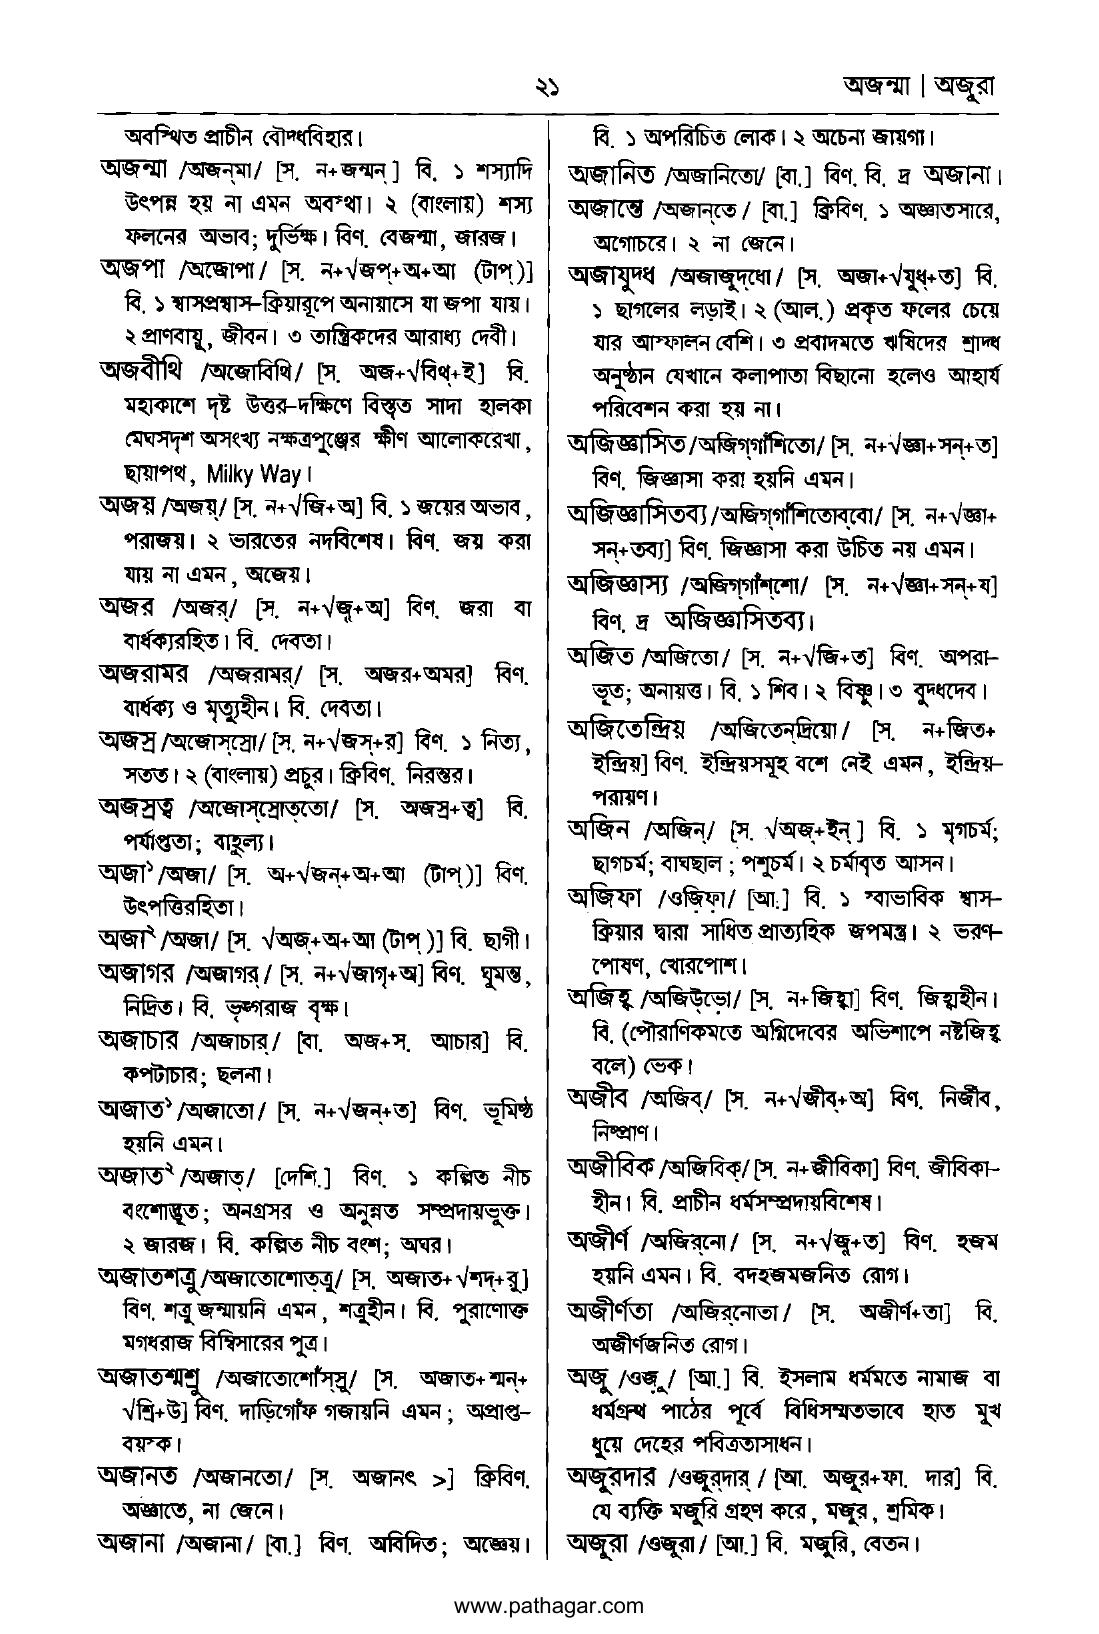 ২১
অজন্মা | অজুরা
অবস্থিত প্রাচীন বৌদ্ধবিহার।
অজন্মা /অজন্‌মা/ [স. ন+জন্মন্‌] বি. ১ শস্যাদি
উৎপন্ন হয় না এমন অবস্থা। ২ (বাংলায়) শস্য
ফলনের অভাব; দুর্ভিক্ষ। বিণ. বেজন্মা, জারজ।
অজপা /অজোপা/ [স. ন+√জপ্‌+অ+আ (টাপ্‌)]
বি. ১ শ্বাসপ্রশ্বাস-ক্রিয়ারূপে অনায়াসে যা জপা যায়।
২ প্রাণবায়ু, জীবন। ৩ তান্ত্রিকদের আরাধ্য দেবী।
অজবীথি /অজোবিথি/ [স. অজ+√বিথ্‌+ই] বি.
মহাকাশে দৃষ্ট উত্তর-দক্ষিণে বিস্তৃত সাদা হালকা
মেঘসদৃশ অসংখ্য নক্ষত্রপুঞ্জের ক্ষীণ আলোকরেখা,
ছায়াপথ, Milky Way।
অজয় /অজয়্‌/ [স. ন+√জি+অ] বি. ১ জয়ের অভাব,
পরাজয়। ২ ভারতের নদবিশেষ। বিণ. জয় করা
যায় না এমন, অজেয়।
অজর /অজর্‌/ [স. ন+√জৄ+অ] বিণ. জরা বা
বার্ধক্যরহিত। বি. দেবতা।
অজরামর /অজরামর্‌/ [স. অজর+অমর] বিণ.
বার্ধক্য ও মৃত্যুহীন। বি. দেবতা।
অজস্র /অজোস্‌স্রো/ [স. ন+√জস্‌+র] বিণ. ১ নিত্য,
সতত। ২ (বাংলায়) প্রচুর। ক্রিবিণ. নিরন্তর।
অজস্রত্ব /অজোস্‌স্রোত্‌তো/ [স. অজস্র+ত্ব] বি.
পর্যাপ্ততা; বাহুল্য।
অজা১ /অজা/ [স. অ+√জন্‌+অ+আ (টাপ্‌)] বিণ.
উৎপত্তিরহিতা।
অজা২ /অজা/ [স. √অজ্‌+অ+আ (টাপ্‌)] বি. ছাগী।
অজাগর /অজাগর্‌/ [স. ন+√জাগৃ+অ] বিণ. ঘুমন্ত,
নিদ্রিত। বি. ভৃঙ্গরাজ বৃক্ষ।
অজাচার /অজাচার্‌/ [বা. অজ+স. আচার] বি.
কপটাচার; ছলনা।
অজাত১ /অজাতো/ [স. ন+√জন্‌+ত] বিণ. ভূমিষ্ঠ
হয়নি এমন।
অজাত২ /অজাত্‌/ [দেশি.] বিণ. ১ কল্পিত নীচ
বংশোদ্ভূত; অনগ্রসর ও অনুন্নত সম্প্রদায়ভুক্ত।
২ জারজ। বি. কল্পিত নীচ বংশ; অঘর।
অজাতশত্রু /অজাতোশোত্‌ত্রু/ [স. অজাত+√শদ্‌+রু]
বিণ. শত্রু জন্মায়নি এমন, শত্রুহীন। বি. পুরাণোক্ত
মগধরাজ বিম্বিসারের পুত্র।
অজাতশ্মশ্রু /অজাতোশোঁস্‌স্রু/ [স. অজাত+শ্মন্‌+
√শ্রি+উ] বিণ. দাড়িগোঁফ গজায়নি এমন; অপ্রাপ্ত-
বয়স্ক।
অজানত /অজানতো/ [স. অজানৎ >] ক্রিবিণ.
অজ্ঞাতে, না জেনে।
অজানা /অজানা/ [বা.] বিণ. অবিদিত; অজ্ঞেয়।
বি. ১ অপরিচিত লোক। ২ অচেনা জায়গা।
অজানিত /অজানিতো/ [বা.] বিণ. বি. দ্র অজানা।
অজান্তে /অজান্‌তে/ [বা.] ক্রিবিণ. ১ অজ্ঞাতসারে,
অগোচরে। ২ না জেনে।
অজাযুদ্ধ /অজাজুদ্‌ধো/ [স. অজা+√যুধ্‌+ত] বি.
১ ছাগলের লড়াই। ২ (আল.) প্রকৃত ফলের চেয়ে
যার আস্ফালন বেশি। ৩ প্রবাদমতে ঋষিদের শ্রাদ্ধ
অনুষ্ঠান যেখানে কলাপাতা বিছানো হলেও আহার্য
পরিবেশন করা হয় না।
অজিজ্ঞাসিত /অজিগ্‌গাঁশিতো/ [স. ন+√জ্ঞা+সন্‌+ত]
বিণ. জিজ্ঞাসা করা হয়নি এমন।
অজিজ্ঞাসিতব্য /অজিগ্‌গাঁশিতোব্‌বো/ [স. ন+√জ্ঞা+
সন্‌+তব্য] বিণ. জিজ্ঞাসা করা উচিত নয় এমন।
অজিজ্ঞাস্য /অজিগ্‌গাঁশ্‌শো/ [স. ন+√জ্ঞা+সন্‌+য]
বিণ. দ্র অজিজ্ঞাসিতব্য।
অজিত /অজিতো/ [স. ন+√জি+ত] বিণ. অপরা-
ভূত; অনায়ত্ত। বি. ১ শিব। ২ বিষ্ণু। ৩ বুদ্ধদেব।
অজিতেন্দ্রিয় /অজিতেন্‌দ্রিয়ো/ [স. ন+জিত+
ইন্দ্রিয়] বিণ. ইন্দ্রিয়সমূহ বশে নেই এমন, ইন্দ্রিয়-
পরায়ণ।
অজিন /অজিন্‌/ [স. √অজ্‌+ইন্‌] বি. ১ মৃগচর্ম;
ছাগচর্ম; বাঘছাল; পশুচর্ম। ২ চর্মাবৃত আসন।
অজিফা /ওজ়িফ়া/ [আ.] বি. ১ স্বাভাবিক শ্বাস-
ক্রিয়ার দ্বারা সাধিত প্রাত্যহিক জপমন্ত্র। ২ ভরণ-
পোষণ, খোরপোশ।
অজিহ্ব /অজিউ্‌ভো/ [স. ন+জিহ্বা] বিণ. জিহ্বাহীন।
বি. (পৌরাণিকমতে অগ্নিদেবের অভিশাপে নষ্টজিহ্ব
বলে) ভেক।
অজীব /অজিব্‌/ [স. ন+√জীব্‌+অ] বিণ. নির্জীব,
নিষ্প্রাণ।
অজীবিক /অজিবিক্‌/ [স. ন+জীবিকা] বিণ. জীবিকা-
হীন। বি. প্রাচীন ধর্মসম্প্রদায়বিশেষ।
অজীর্ণ /অজির্‌নো/ [স. ন+√জৄ+ত] বিণ. হজম
হয়নি এমন। বি. বদহজমজনিত রোগ।
অজীর্ণতা /অজির্‌নোতা/ [স. অজীর্ণ+তা] বি.
অজীর্ণজনিত রোগ।
অজু /ওজ়ু/ [আ.] বি. ইসলাম ধর্মমতে নামাজ বা
ধর্মগ্রন্থ পাঠের পূর্বে বিধিসম্মতভাবে হাত মুখ
ধুয়ে দেহের পবিত্রতাসাধন।
অজুরদার /ওজুর্‌দার্‌/ [আ. অজুর+ফা. দার] বি.
যে ব্যক্তি মজুরি গ্রহণ করে, মজুর, শ্রমিক।
অজুরা /ওজুরা/ [আ.] বি. মজুরি, বেতন।
www.pathagar.com